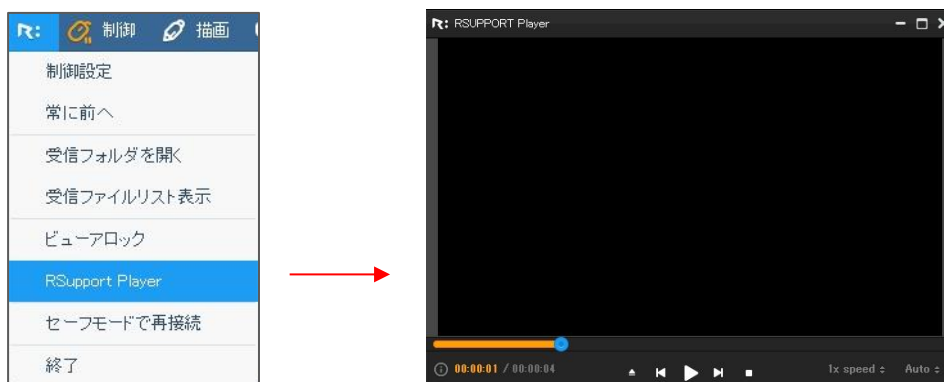 R: 制御 描画
制御設定
常に前へ
受信フォルダを開く
受信ファイルリスト表示
ビューアロック
RSupport Player
セーフモードで再接続
終了
R: RSUPPORT Player
00:00:01 / 00:00:04 1x speed Auto